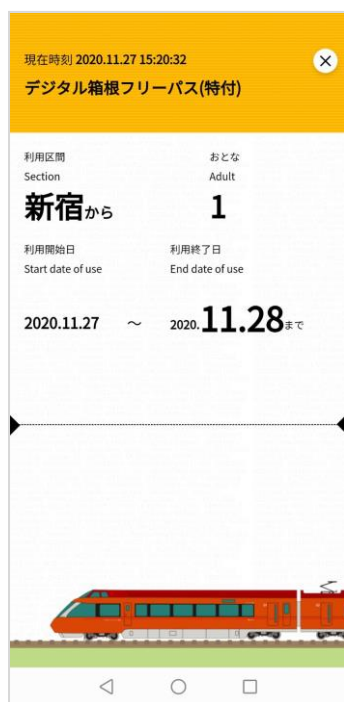 現在時刻 2020.11.27 15:20:32
デジタル箱根フリーパス(特付)
利用区間
Section
新宿から
おとな
Adult
1
利用開始日
Start date of use
利用終了日
End date of use
2020.11.27 ～ 2020.11.28まで